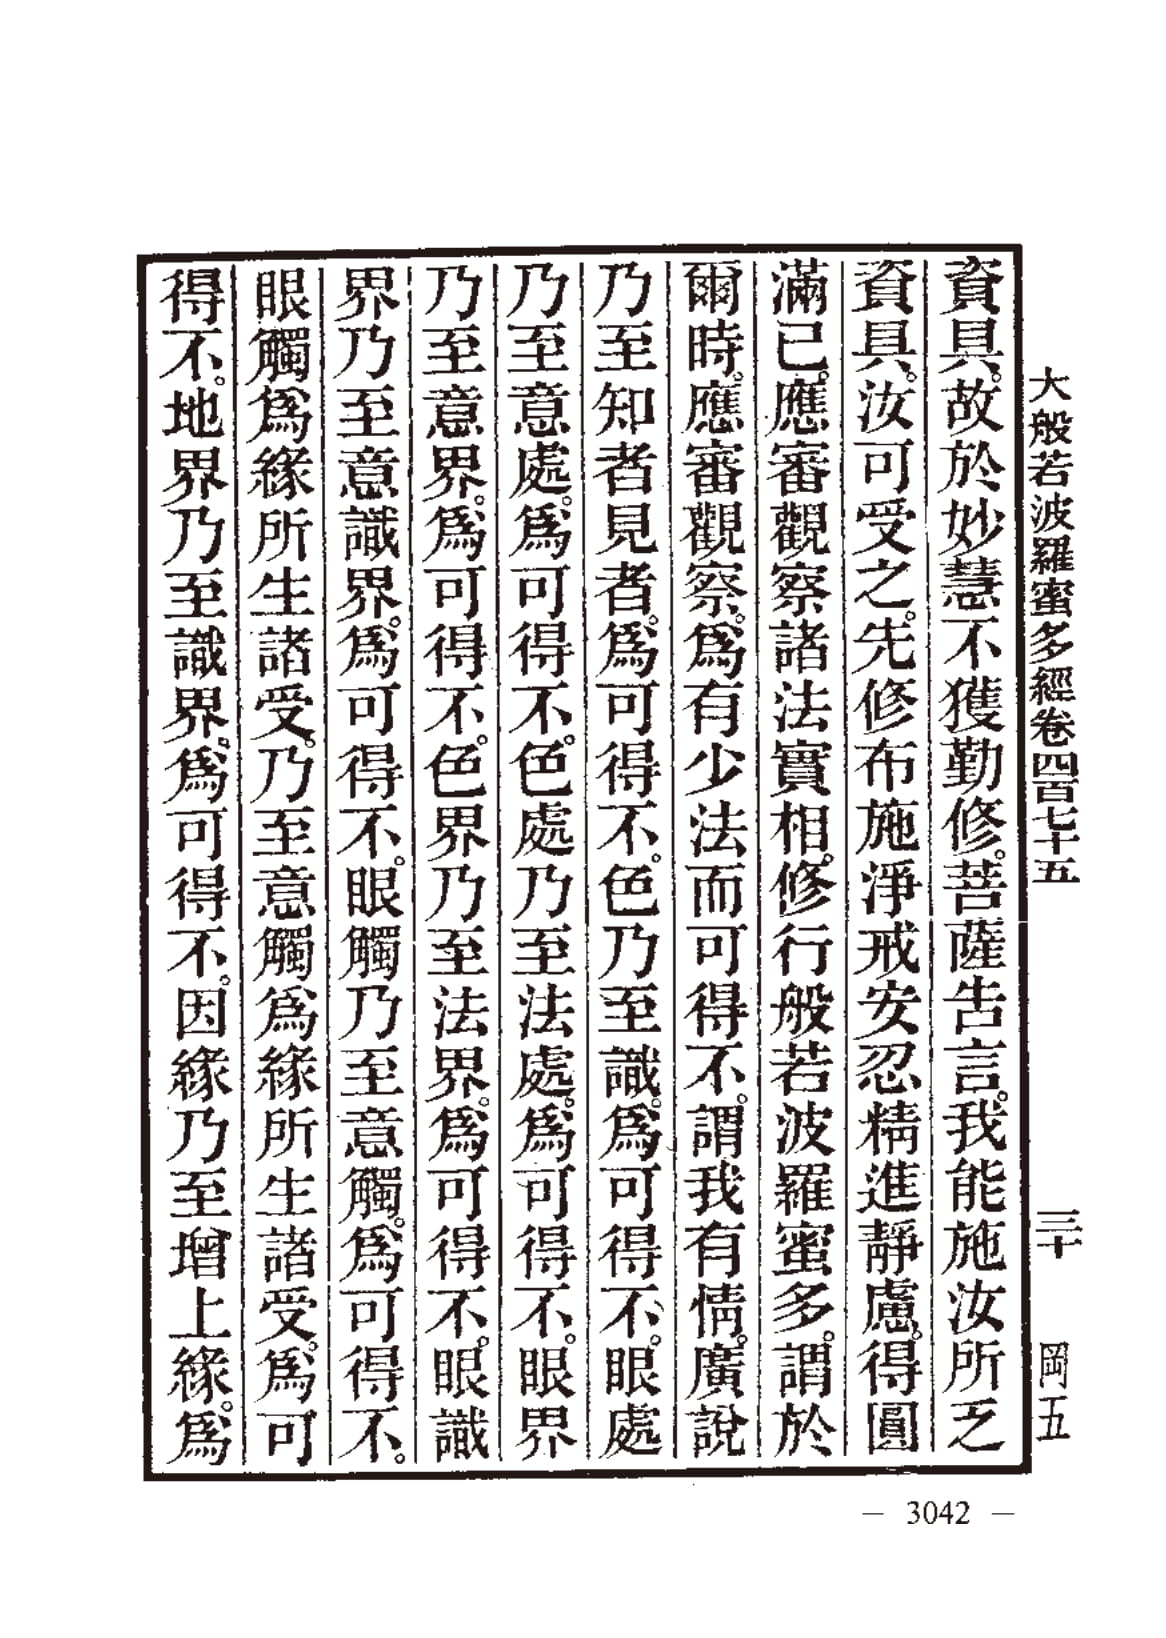 大般若波羅蜜多經卷四百七十五　三十　岡五
資具。故於妙慧不獲勤修。菩薩吿言。我能施汝所乏
資具。汝可受之。先修布施淨戒安忍精進靜慮。得圓
滿已。應審觀察諸法實相。修行般若波羅蜜多。謂於
爾時。應審觀察。爲有少法而可得不。謂我有情。廣說
乃至知者見者。爲可得不。色乃至識。爲可得不。眼處
乃至意處。爲可得不。色處乃至法處。爲可得不。眼界
乃至意界。爲可得不。色界乃至法界。爲可得不。眼識
界乃至意識界。爲可得不。眼觸乃至意觸。爲可得不。
眼觸爲緣所生諸受。乃至意觸爲緣所生諸受。爲可
得不。地界乃至識界。爲可得不。因緣乃至增上緣。爲
— 3042 —